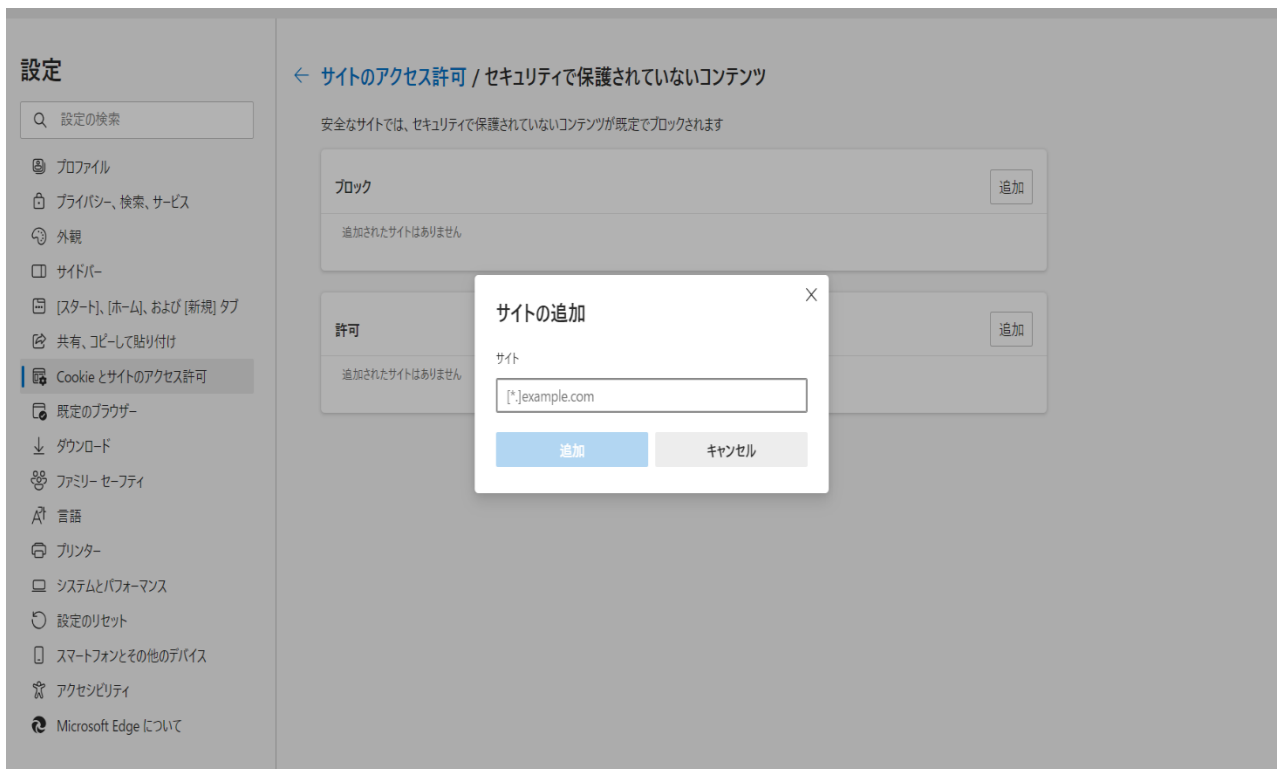 設定
設定の検索
プロファイル
プライバシー、検索、サービス
外観
サイドバー
[スタート]、[ホーム]、および [新規] タブ
共有、コピーして貼り付け
Cookie とサイトのアクセス許可
既定のブラウザー
ダウンロード
ファミリー セーフティ
言語
プリンター
システムとパフォーマンス
設定のリセット
スマートフォンとその他のデバイス
アクセシビリティ
Microsoft Edge について
サイトのアクセス許可 / セキュリティで保護されていないコンテンツ
安全なサイトでは、セキュリティで保護されていないコンテンツが既定でブロックされます
ブロック 追加
追加されたサイトはありません
許可 追加
追加されたサイトはありません
サイトの追加
サイト
[*.]example.com
追加 キャンセル